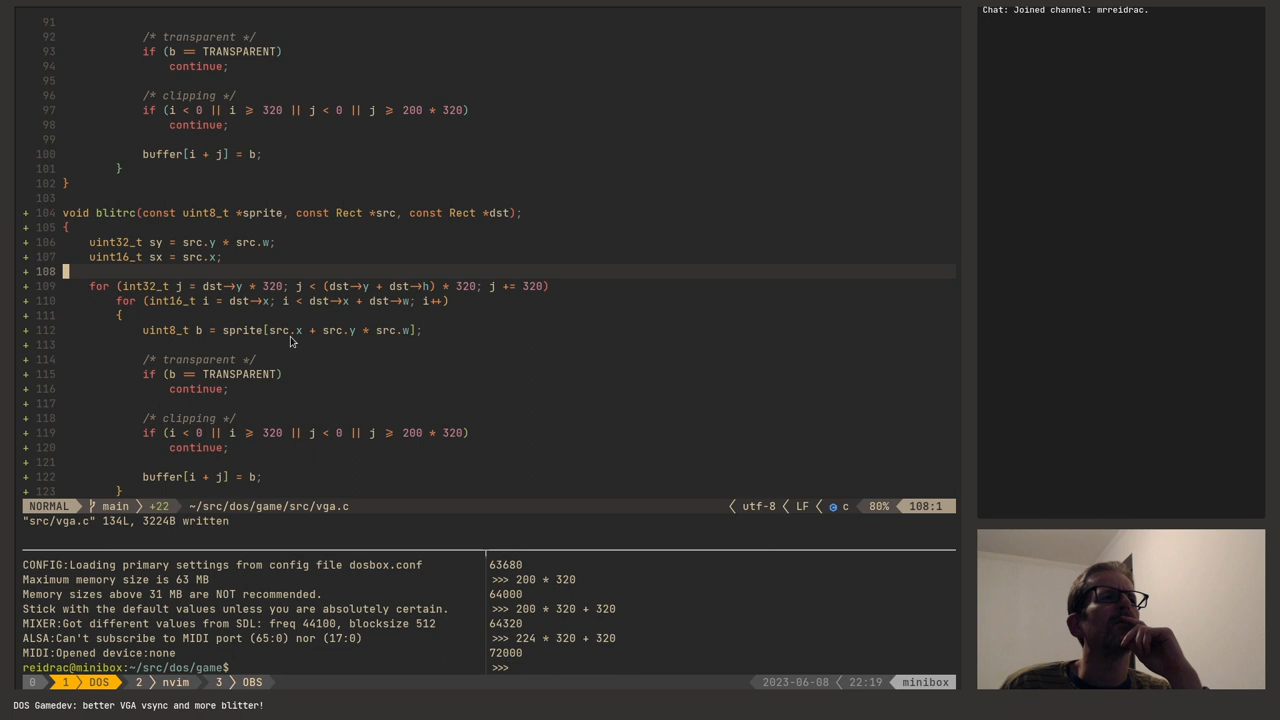 Chat: Joined channel: mrreidrac.
91
92 /* transparent */
93 if (b == TRANSPARENT)
94 continue;
95
96 /* clipping */
97 if (i < 0 || i >= 320 || j < 0 || j >= 200 * 320)
98 continue;
99
100 buffer[i + j] = b;
101 }
102 }
103
+ 104 void blitrc(const uint8_t *sprite, const Rect *src, const Rect *dst);
+ 105 {
+ 106 uint32_t sy = src.y * src.w;
+ 107 uint16_t sx = src.x;
+ 108
+ 109 for (int32_t j = dst->y * 320; j < (dst->y + dst->h) * 320; j += 320)
+ 110 for (int16_t i = dst->x; i < dst->x + dst->w; i++)
+ 111 {
+ 112 uint8_t b = sprite[src.x + src.y * src.w];
+ 113
+ 114 /* transparent */
+ 115 if (b == TRANSPARENT)
+ 116 continue;
+ 117
+ 118 /* clipping */
+ 119 if (i < 0 || i >= 320 || j < 0 || j >= 200 * 320)
+ 120 continue;
+ 121
+ 122 buffer[i + j] = b;
+ 123 }
NORMAL main +22 ~/src/dos/game/src/vga.c utf-8 LF c 80% 108:1
"src/vga.c" 134L, 3224B written
CONFIG:Loading primary settings from config file dosbox.conf
Maximum memory size is 63 MB
Memory sizes above 31 MB are NOT recommended.
Stick with the default values unless you are absolutely certain.
MIXER:Got different values from SDL: freq 44100, blocksize 512
ALSA:Can't subscribe to MIDI port (65:0) nor (17:0)
MIDI:Opened device:none
reidrac@minibox:~/src/dos/game$
63680
>>> 200 * 320
64000
>>> 200 * 320 + 320
64320
>>> 224 * 320 + 320
72000
>>>
0 1 DOS 2 nvim 3 OBS 2023-06-08 22:19 minibox
DOS Gamedev: better VGA vsync and more blitter!